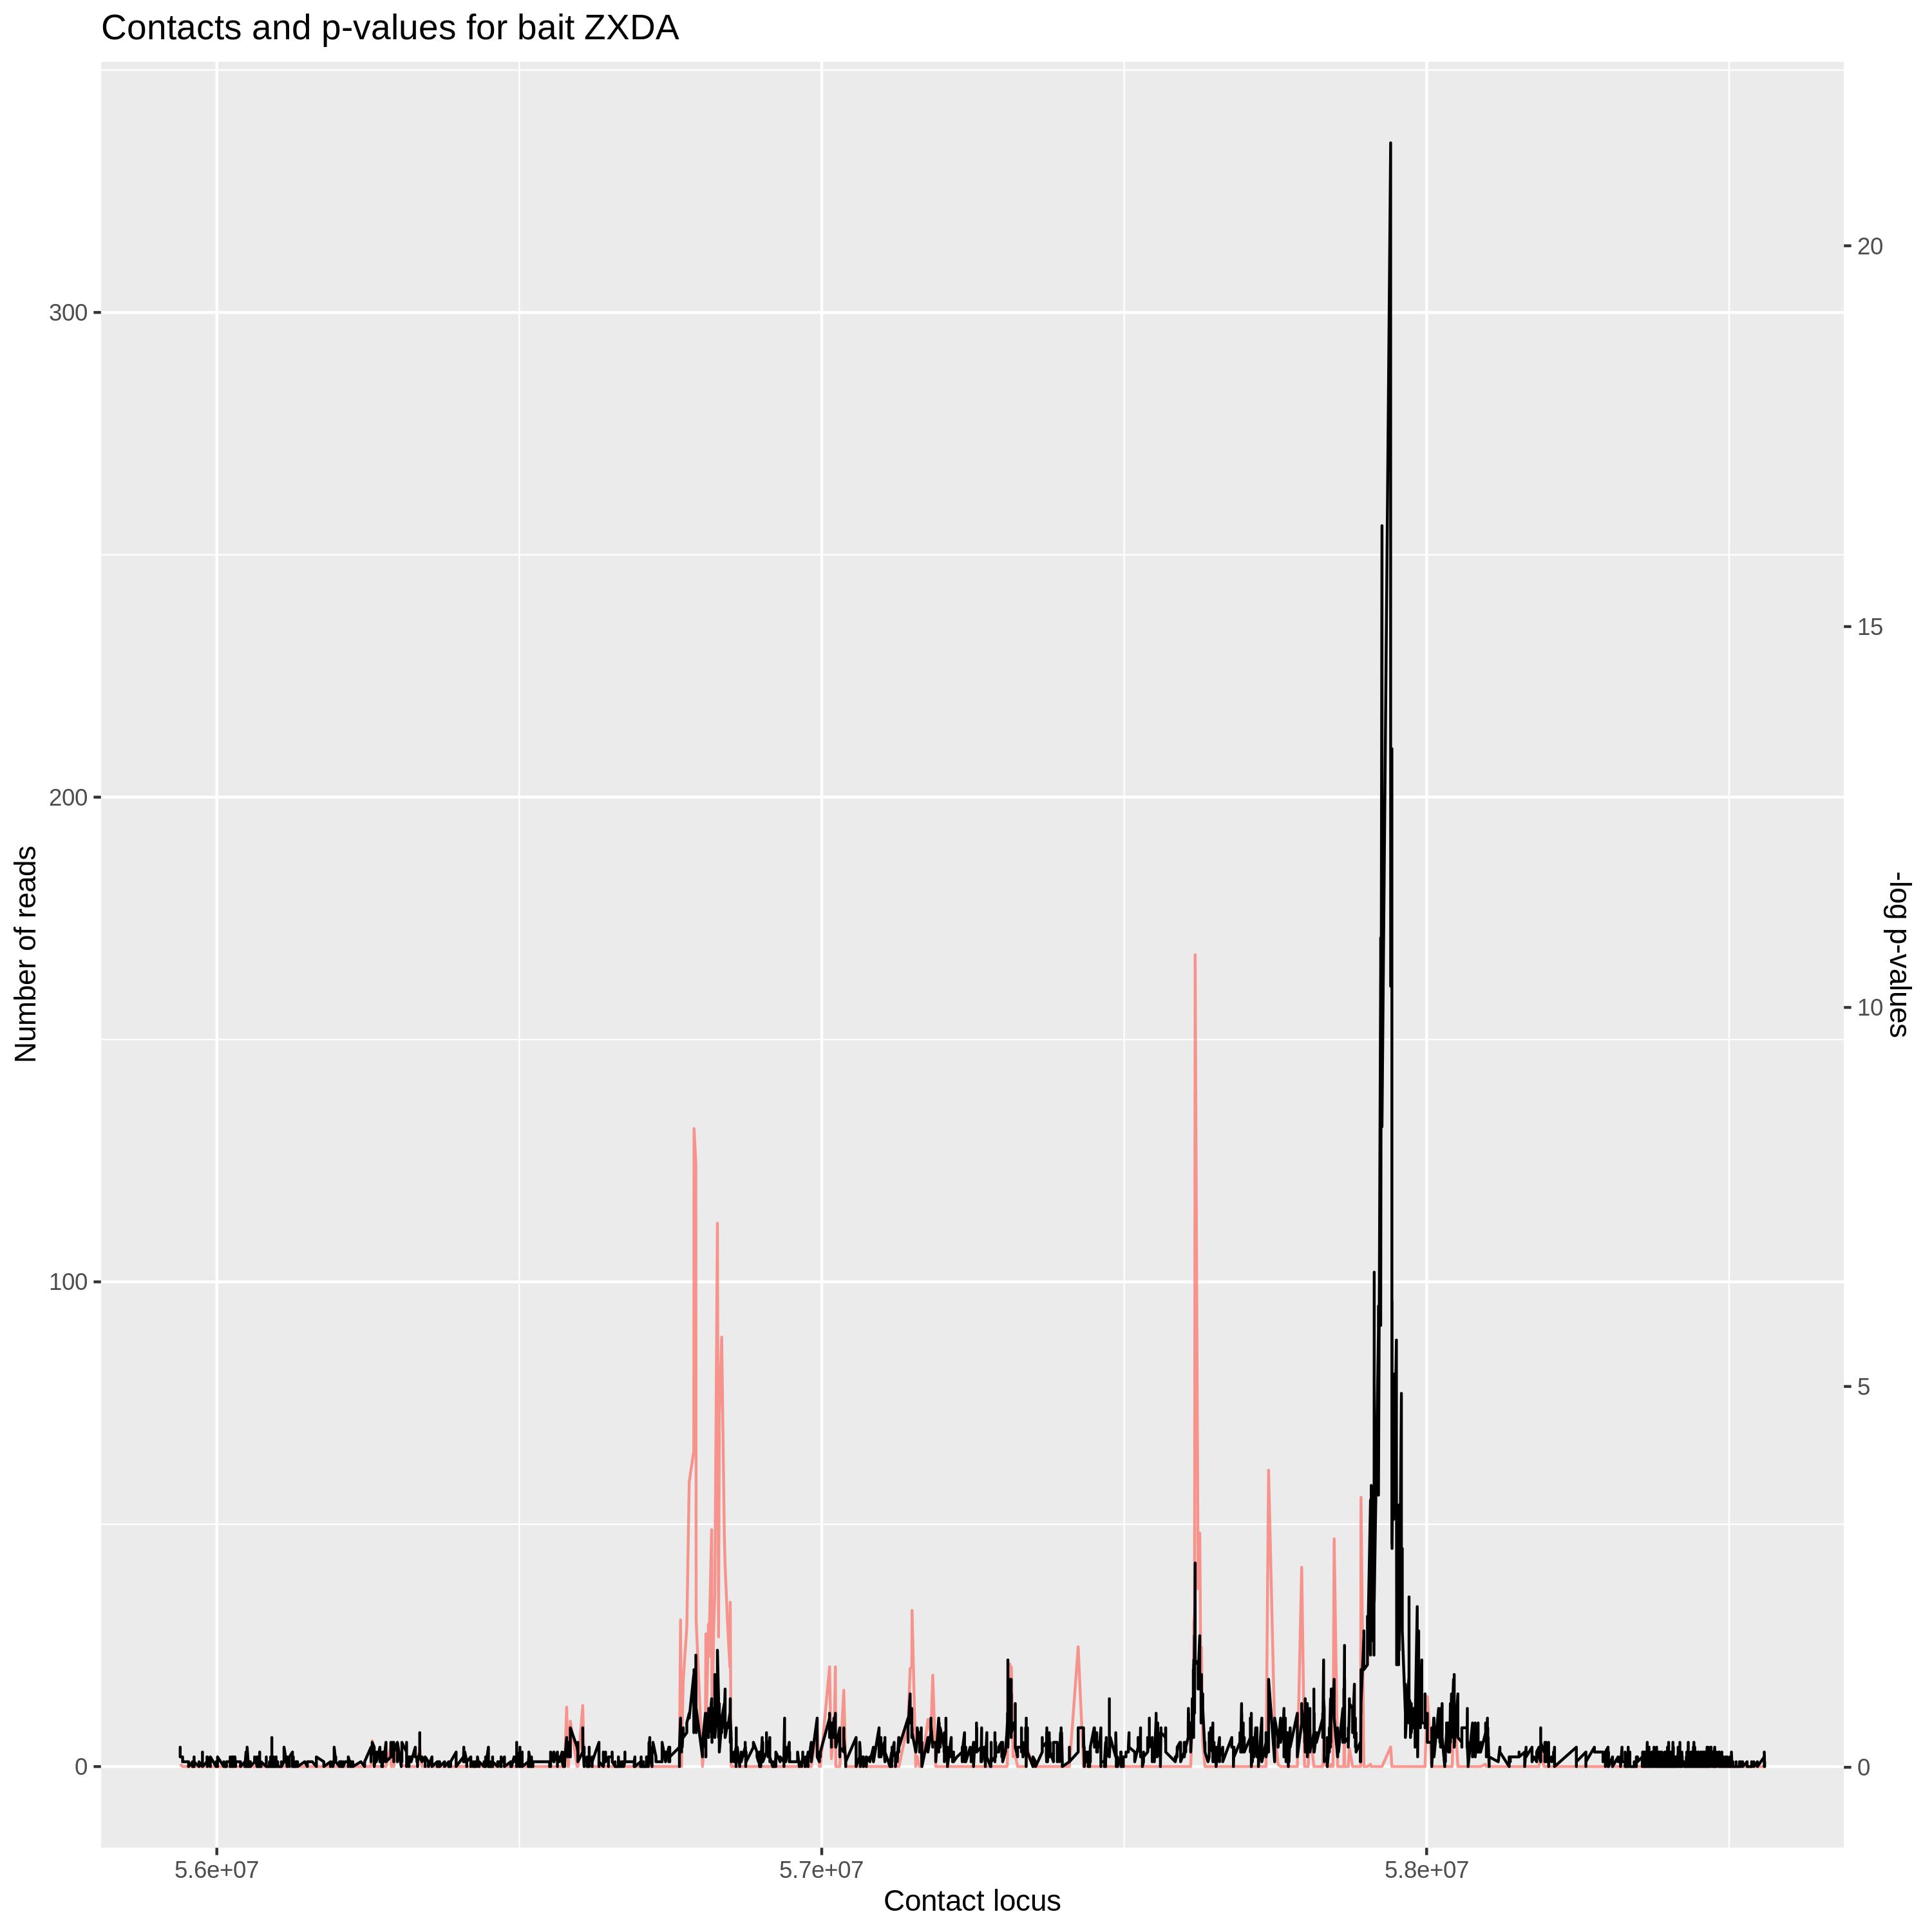 Contacts and p-values for bait ZXDA
300
200
100
0
Number of reads
20
15
10
5
0
-log p-values
5.6e+07
5.7e+07
5.8e+07
Contact locus